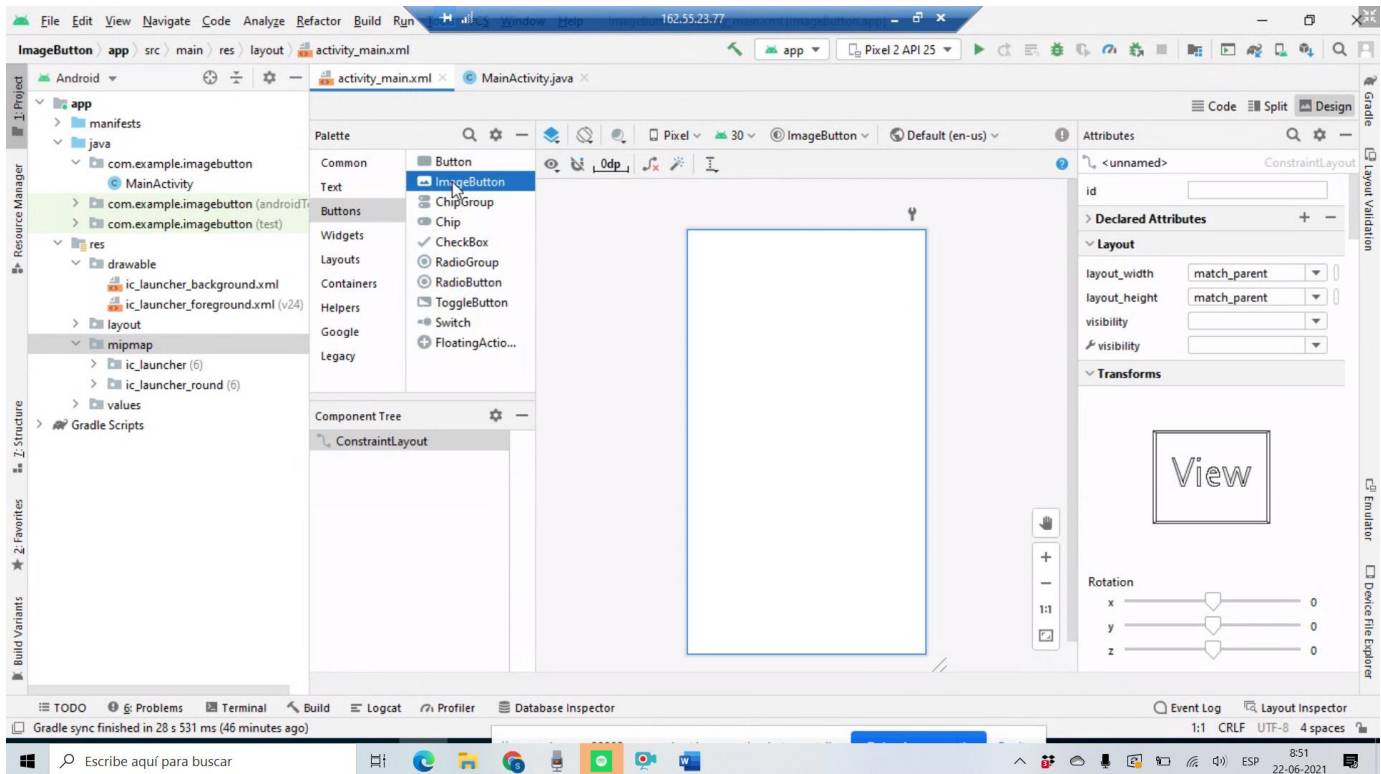 File Edit View Navigate Code Analyze Refactor Build Run Window Help 162.55.23.77
ImageButton app src main res layout activity_main.xml app Pixel 2 API 25
1: Project
Resource Manager
Z: Structure
2: Favorites
Build Variants
Android
app
manifests
java
com.example.imagebutton
MainActivity
com.example.imagebutton (androidT
com.example.imagebutton (test)
res
drawable
ic_launcher_background.xml
ic_launcher_foreground.xml (v24)
layout
mipmap
ic_launcher (6)
ic_launcher_round (6)
values
Gradle Scripts
activity_main.xml MainActivity.java
Code Split Design
Palette
Common
Text
Buttons
Widgets
Layouts
Containers
Helpers
Google
Legacy
Button
ImageButton
ChipGroup
Chip
CheckBox
RadioGroup
RadioButton
ToggleButton
Switch
FloatingActio...
Component Tree
ConstraintLayout
Pixel 30 ImageButton Default (en-us)
0dp
1:1
Attributes
<unnamed> ConstraintLayout
id
Declared Attributes
Layout
layout_width match_parent
layout_height match_parent
visibility
visibility
Transforms
View
Rotation
x 0
y 0
z 0
Gradle
Layout Validation
Emulator
Device File Explorer
TODO 6: Problems Terminal Build Logcat Profiler Database Inspector Event Log Layout Inspector
Gradle sync finished in 28 s 531 ms (46 minutes ago) 1:1 CRLF UTF-8 4 spaces
Escribe aquí para buscar ESP 8:51
22-06-2021